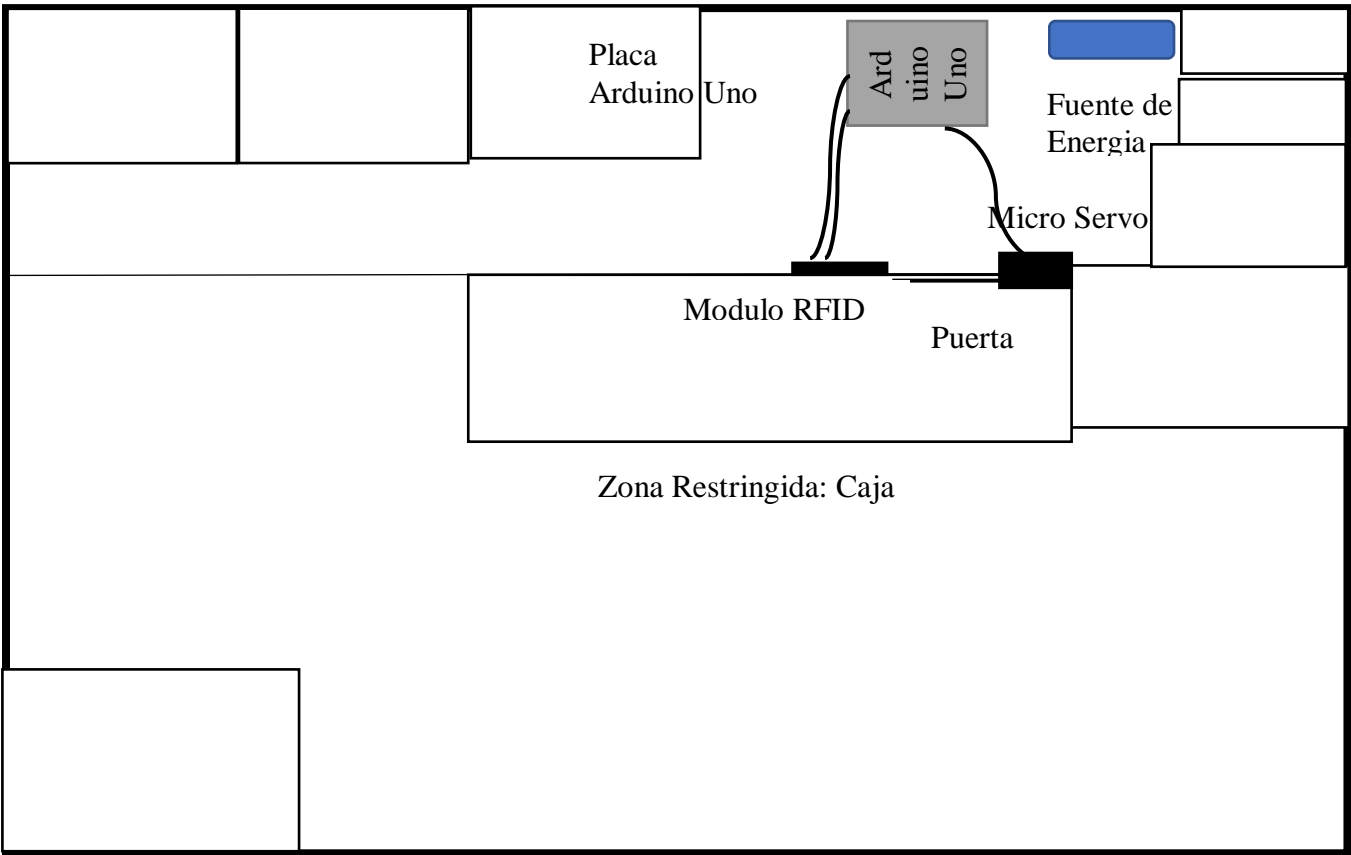 Placa
Arduino Uno
Ard
uino
Uno
Fuente de
Energia
Micro Servo
Modulo RFID
Puerta
Zona Restringida: Caja